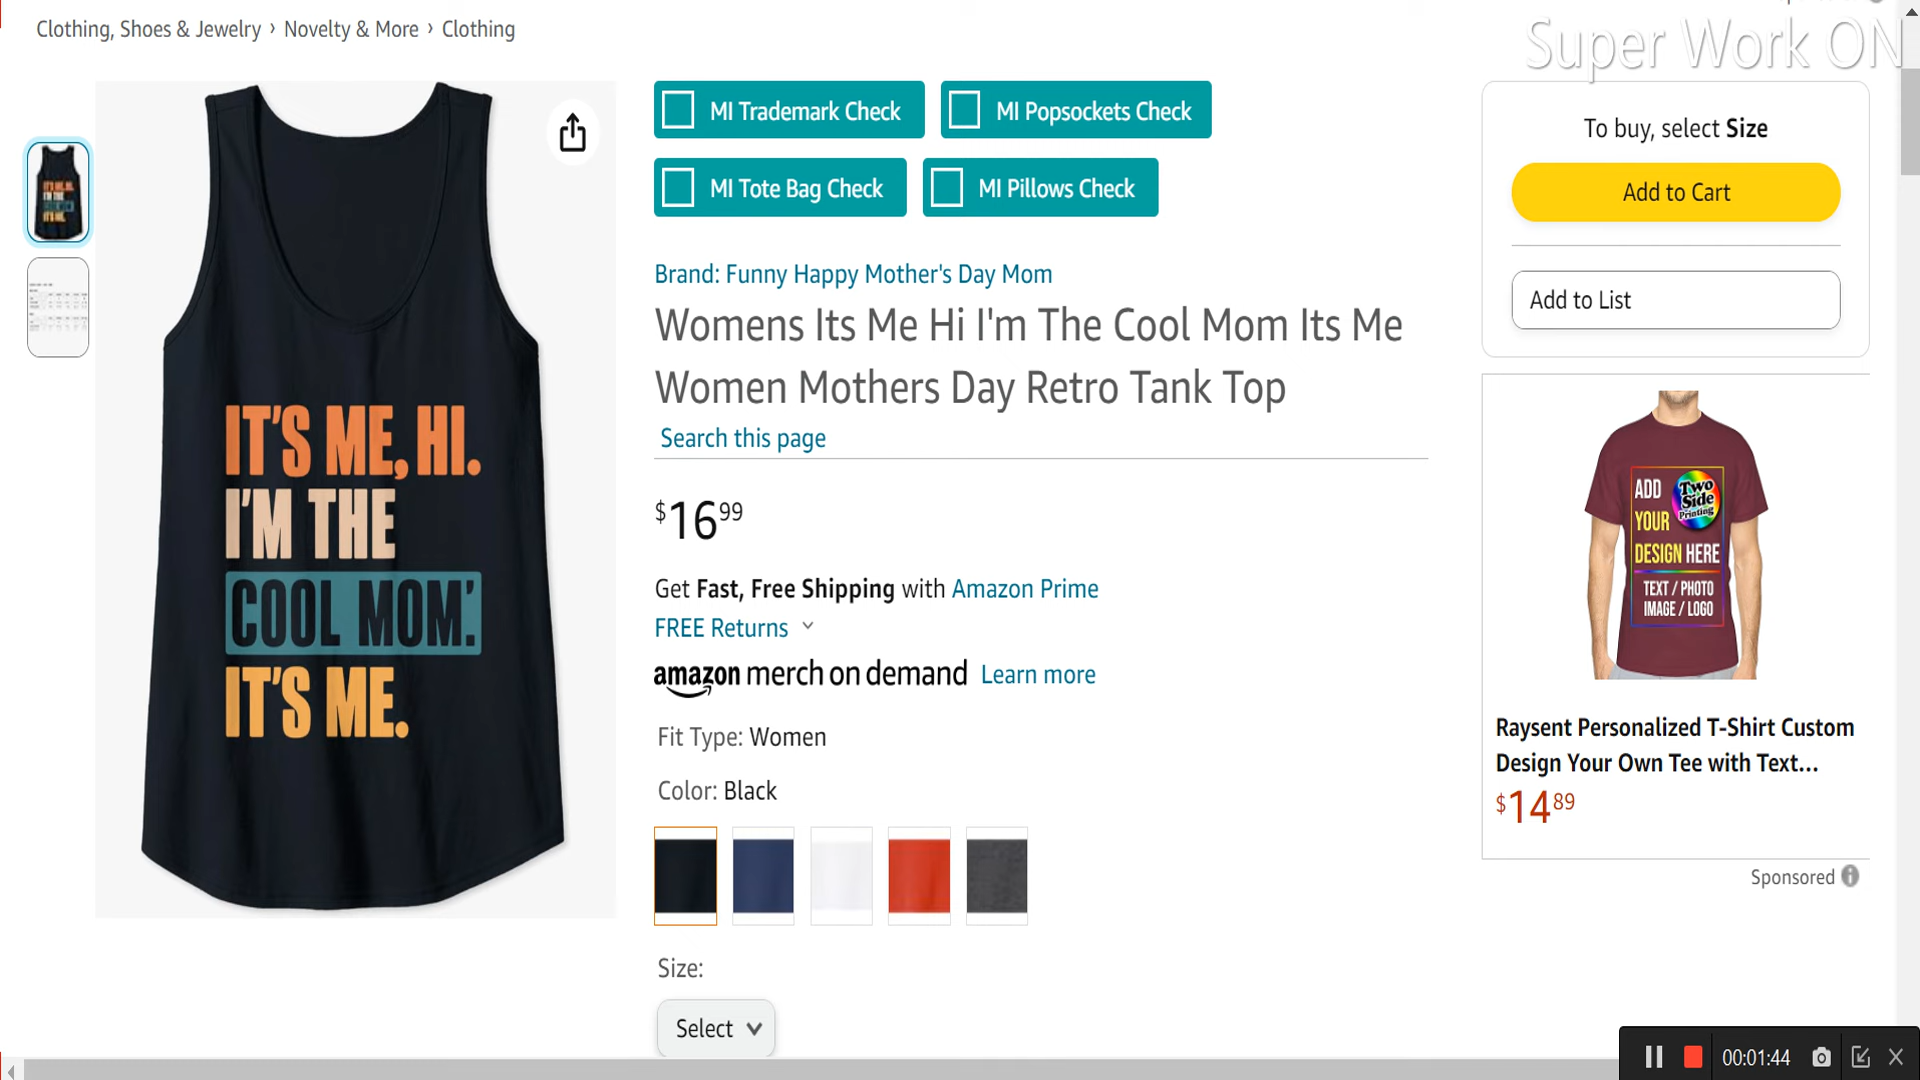 Clothing, Shoes & Jewelry › Novelty & More › Clothing
Super Work ON
MI Trademark Check
MI Popsockets Check
MI Tote Bag Check
MI Pillows Check
Brand: Funny Happy Mother's Day Mom
Womens Its Me Hi I'm The Cool Mom Its Me
Women Mothers Day Retro Tank Top
Search this page
$16 99
Get Fast, Free Shipping with Amazon Prime
FREE Returns
amazon merch on demand Learn more
Fit Type: Women
Color: Black
Size:
Select
IT'S ME, HI.
I'M THE
COOL MOM.'
IT'S ME.
To buy, select Size
Add to Cart
Add to List
ADD
YOUR
DESIGN HERE
TEXT / PHOTO
IMAGE / LOGO
Two
Side
Printing
Raysent Personalized T-Shirt Custom
Design Your Own Tee with Text...
$14 89
Sponsored
00:01:44